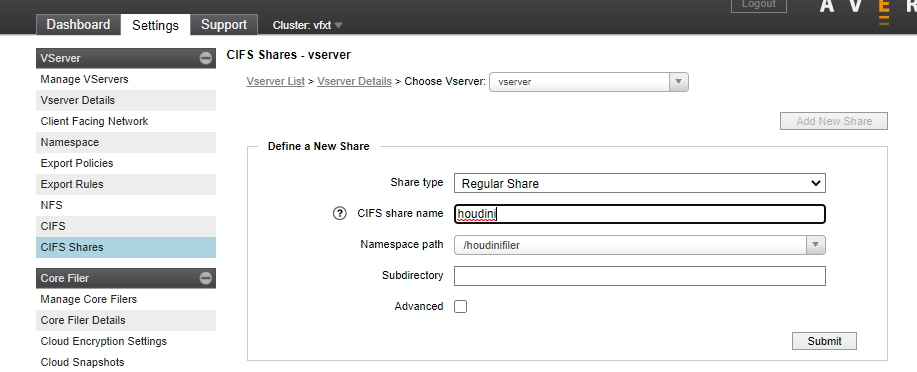 Logout
A V E R
Dashboard Settings Support Cluster: vfxt
VServer
Manage VServers
Vserver Details
Client Facing Network
Namespace
Export Policies
Export Rules
NFS
CIFS
CIFS Shares
Core Filer
Manage Core Filers
Core Filer Details
Cloud Encryption Settings
Cloud Snapshots
CIFS Shares - vserver
Vserver List > Vserver Details > Choose Vserver: vserver
Add New Share
Define a New Share
Share type Regular Share
? CIFS share name houdini
Namespace path /houdinifiler
Subdirectory
Advanced
Submit